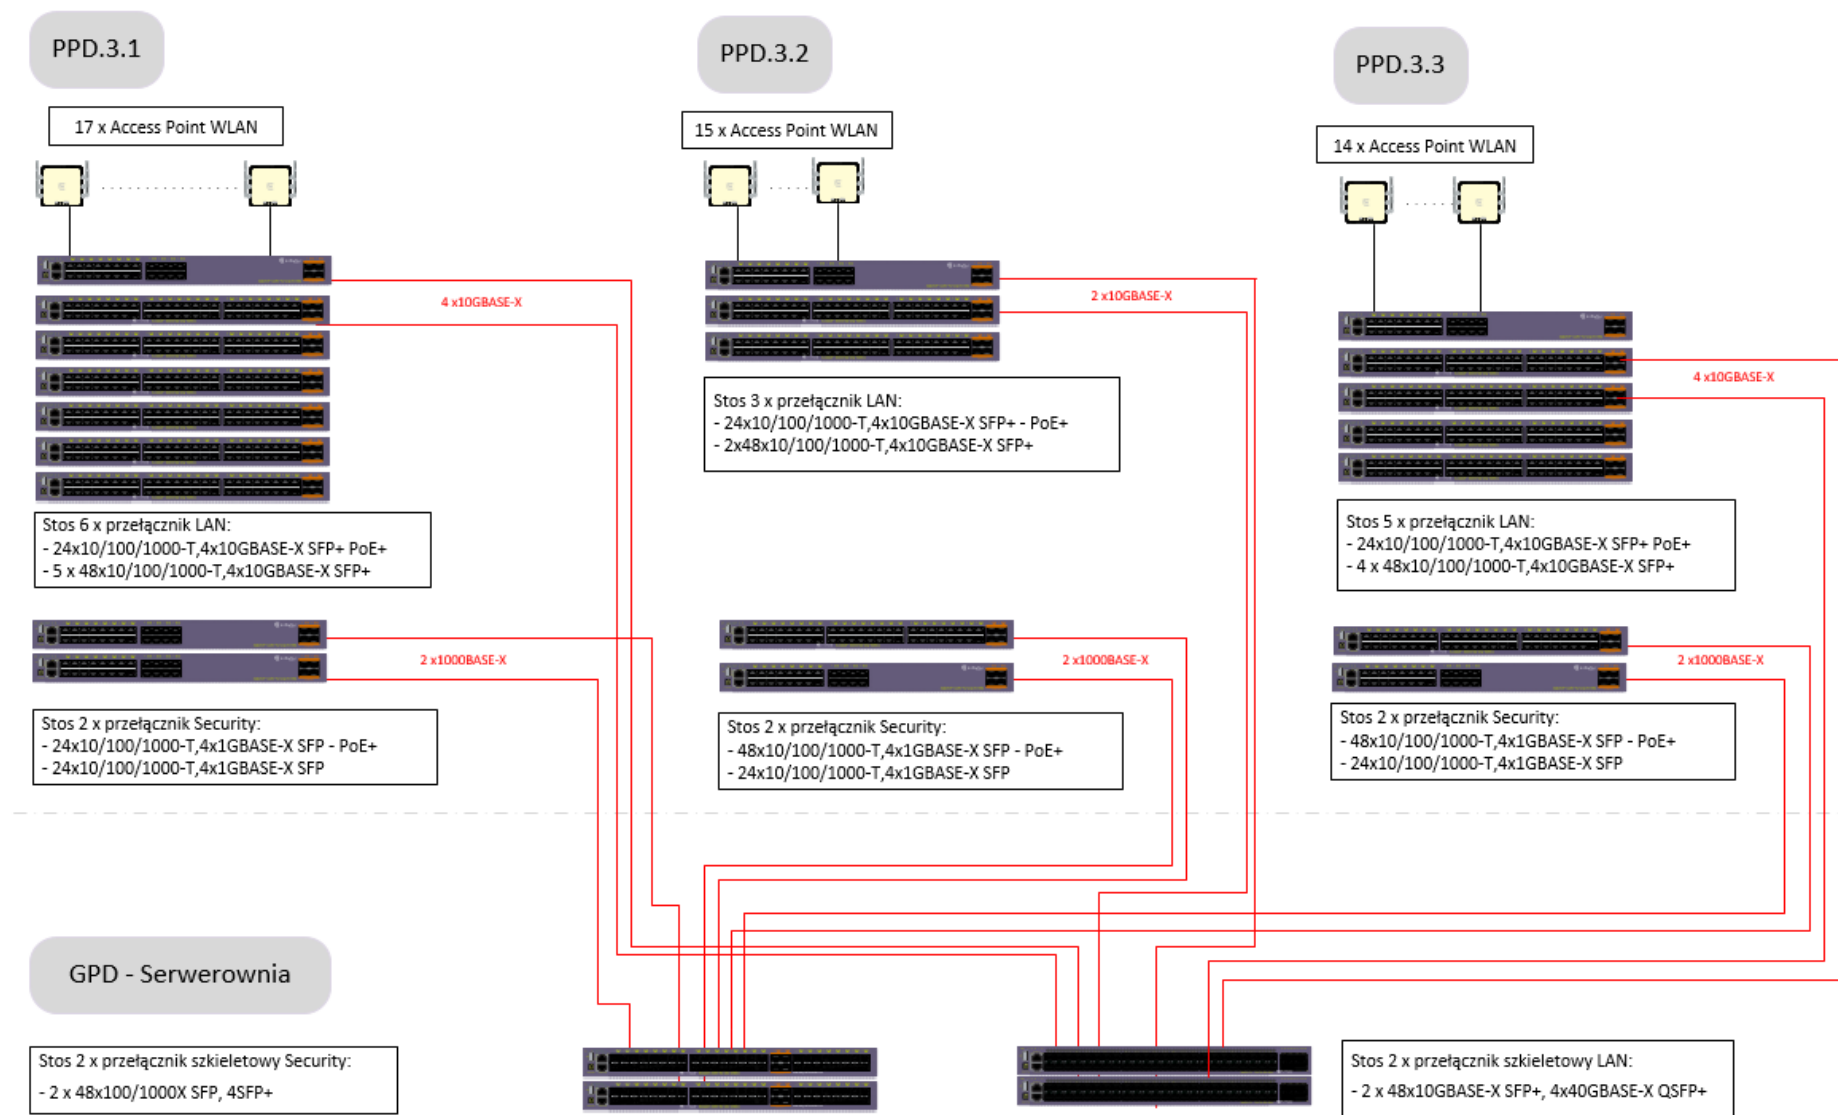 PPD.3.1
PPD.3.2
PPD.3.3
17 x Access Point WLAN
15 x Access Point WLAN
14 x Access Point WLAN
4 x10GBASE-X
2 x10GBASE-X
4 x10GBASE-X
Stos 6 x przełącznik LAN:
- 24x10/100/1000-T,4x10GBASE-X SFP+ PoE+
- 5 x 48x10/100/1000-T,4x10GBASE-X SFP+
Stos 3 x przełącznik LAN:
- 24x10/100/1000-T,4x10GBASE-X SFP+ - PoE+
- 2x48x10/100/1000-T,4x10GBASE-X SFP+
Stos 5 x przełącznik LAN:
- 24x10/100/1000-T,4x10GBASE-X SFP+ PoE+
- 4 x 48x10/100/1000-T,4x10GBASE-X SFP+
2 x1000BASE-X
2 x1000BASE-X
2 x1000BASE-X
Stos 2 x przełącznik Security:
- 24x10/100/1000-T,4x1GBASE-X SFP - PoE+
- 24x10/100/1000-T,4x1GBASE-X SFP
Stos 2 x przełącznik Security:
- 48x10/100/1000-T,4x1GBASE-X SFP - PoE+
- 24x10/100/1000-T,4x1GBASE-X SFP
Stos 2 x przełącznik Security:
- 48x10/100/1000-T,4x1GBASE-X SFP - PoE+
- 24x10/100/1000-T,4x1GBASE-X SFP
GPD - Serwerownia
Stos 2 x przełącznik szkieletowy Security:
- 2 x 48x100/1000X SFP, 4SFP+
Stos 2 x przełącznik szkieletowy LAN:
- 2 x 48x10GBASE-X SFP+, 4x40GBASE-X QSFP+